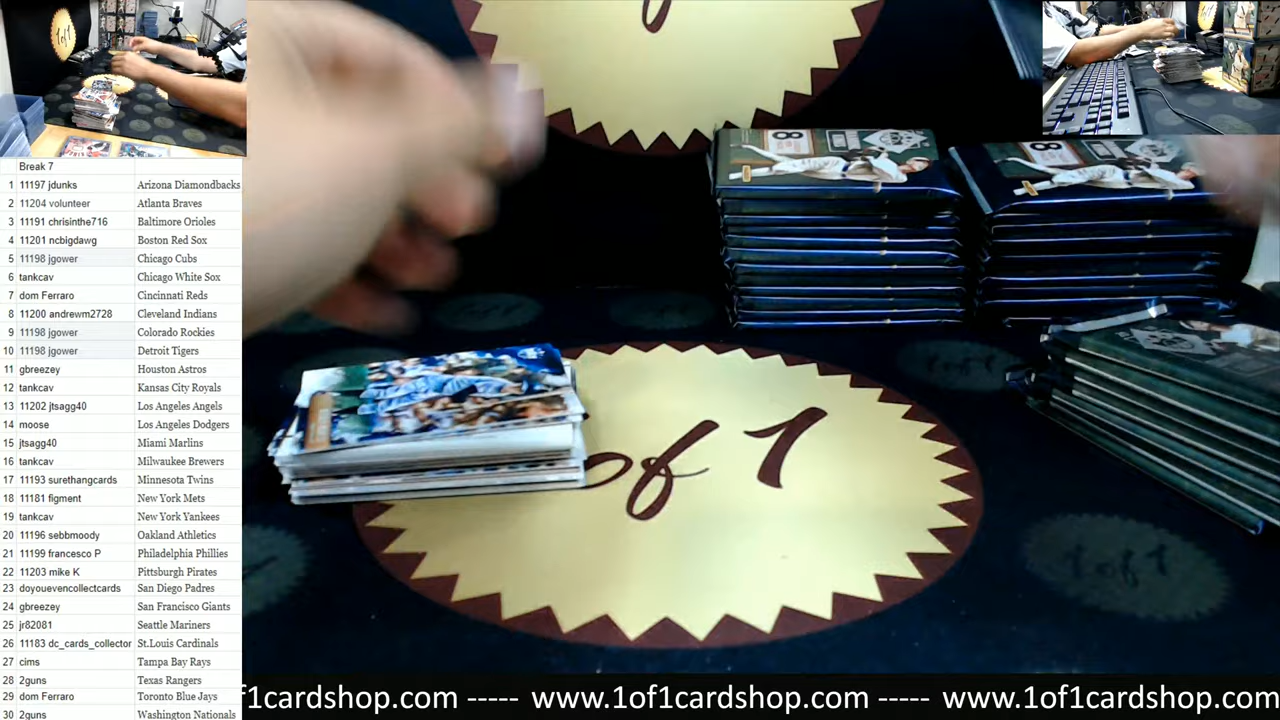 Break 7
1 11197 jdunks Arizona Diamondbacks
2 11204 volunteer Atlanta Braves
3 11191 chrisinthe716 Baltimore Orioles
4 11201 ncbigdawg Boston Red Sox
5 11198 jgower Chicago Cubs
6 tankcav Chicago White Sox
7 dom Ferraro Cincinnati Reds
8 11200 andrewm2728 Cleveland Indians
9 11198 jgower Colorado Rockies
10 11198 jgower Detroit Tigers
11 gbreezey Houston Astros
12 tankcav Kansas City Royals
13 11202 jtsagg40 Los Angeles Angels
14 moose Los Angeles Dodgers
15 jtsagg40 Miami Marlins
16 tankcav Milwaukee Brewers
17 11193 surethangcards Minnesota Twins
18 11181 figment New York Mets
19 tankcav New York Yankees
20 11196 sebbmoody Oakland Athletics
21 11199 francesco P Philadelphia Phillies
22 11203 mike K Pittsburgh Pirates
23 doyouevencollectcards San Diego Padres
24 gbreezey San Francisco Giants
25 jr82081 Seattle Mariners
26 11183 dc_cards_collector St.Louis Cardinals
27 cims Tampa Bay Rays
28 2guns Texas Rangers
29 dom Ferraro Toronto Blue Jays
30 2guns Washington Nationals
8
8
of 1
1 of 1
f1cardshop.com ----- www.1of1cardshop.com ----- www.1of1cardshop.com